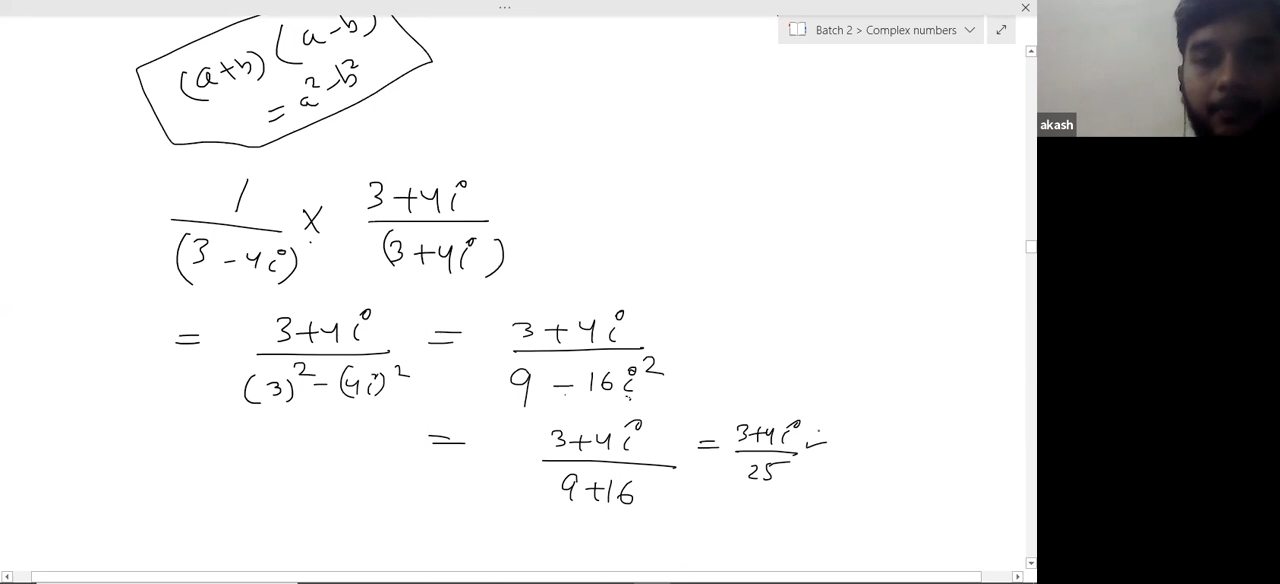 Batch 2 > Complex numbers
(a+b) (a-b)
= a² - b²
akash
1/(3-4i) × 3+4i/(3+4i)
= 3+4i/(3)²-(4i)² = 3+4i/9-16i²
= 3+4i/9+16 = 3+4i/25